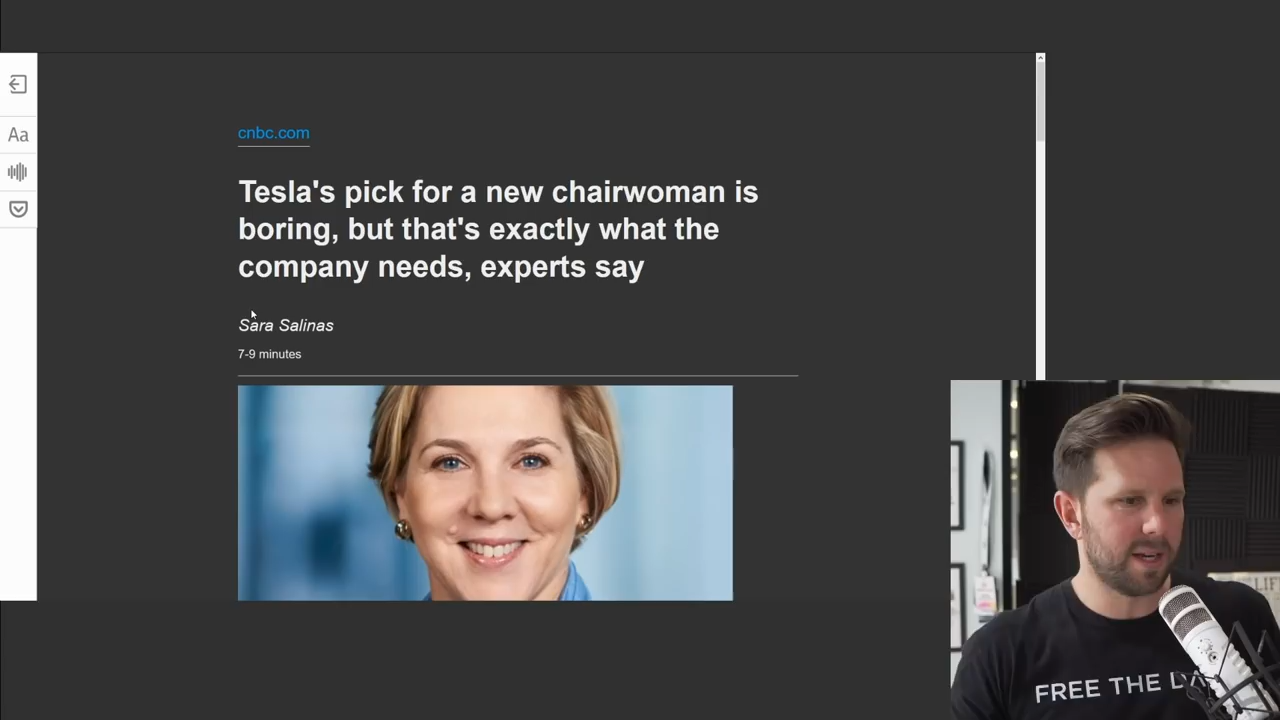 cnbc.com
Aa
Tesla's pick for a new chairwoman is
boring, but that's exactly what the
company needs, experts say
Sara Salinas
7-9 minutes
FREE THE